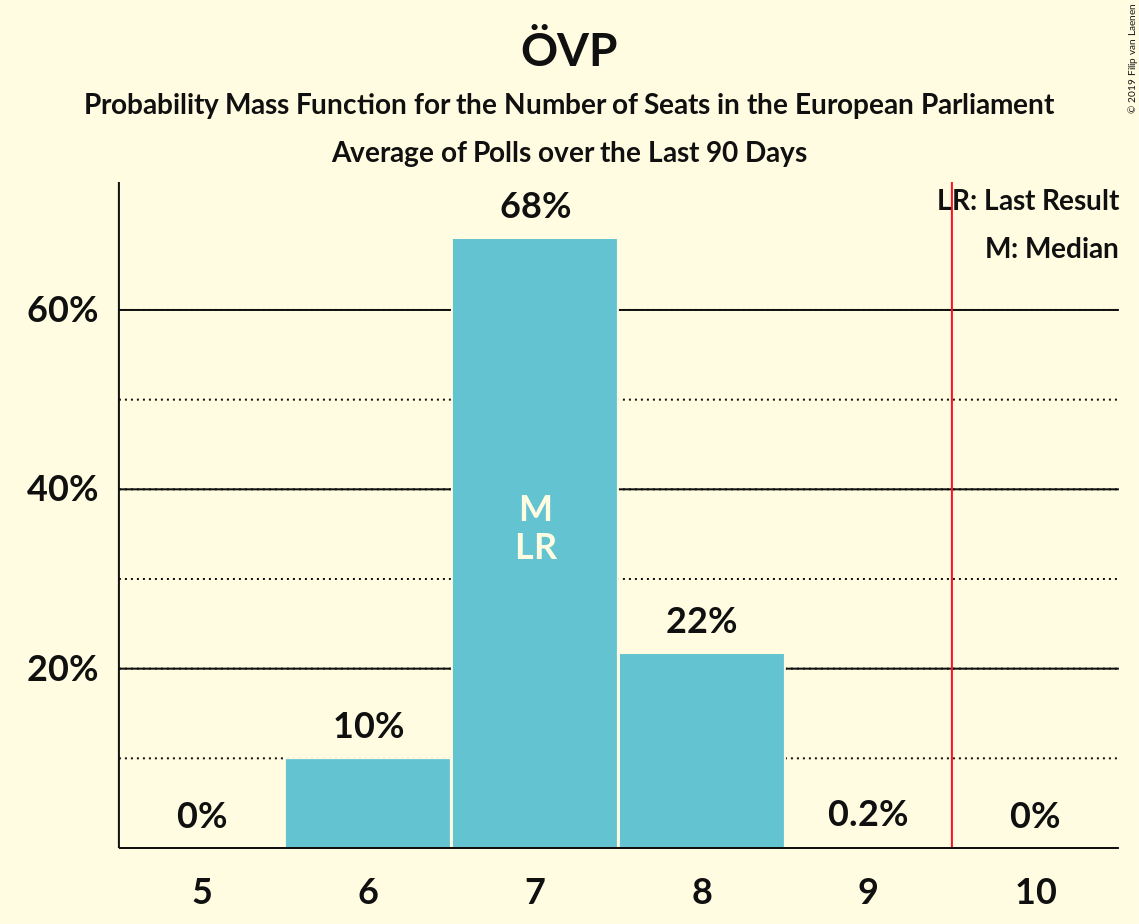 ÖVP
Probability Mass Function for the Number of Seats in the European Parliament
Average of Polls over the Last 90 Days
© 2019 Filip van Laenen
LR: Last Result
M: Median
68%
60%
40%
M
LR
22%
20%
10%
0%
0.2%
0%
5 6 7 8 9 10